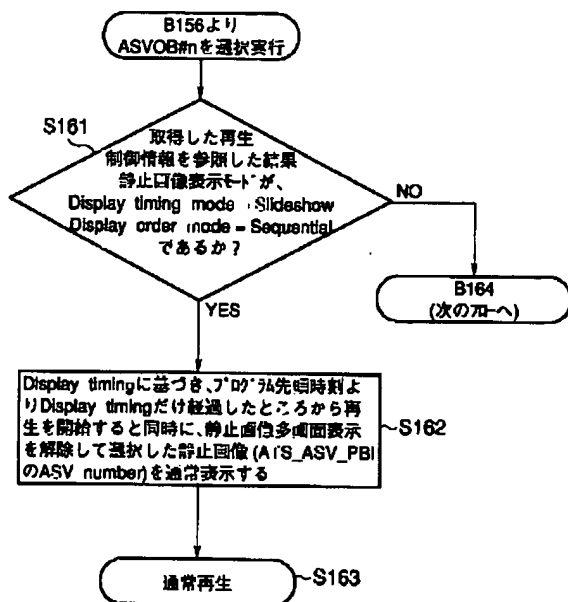 B156より
ASVOB#nを選択実行
S161
取得した再生
制御情報を参照した結果
静止画像表示モードが、
Display timing mode = Slideshow
Display order mode = Sequential
であるか？
NO
B164
(次のフローへ)
YES
Display timingに基づき、プログラム先頭時刻
よりDisplay timingだけ経過したところから再
生を開始すると同時に、静止画像多画面表示
を解除して選択した静止画像 (ATS_ASV_PBI
のASV number)を通常表示する
S162
通常再生
S163